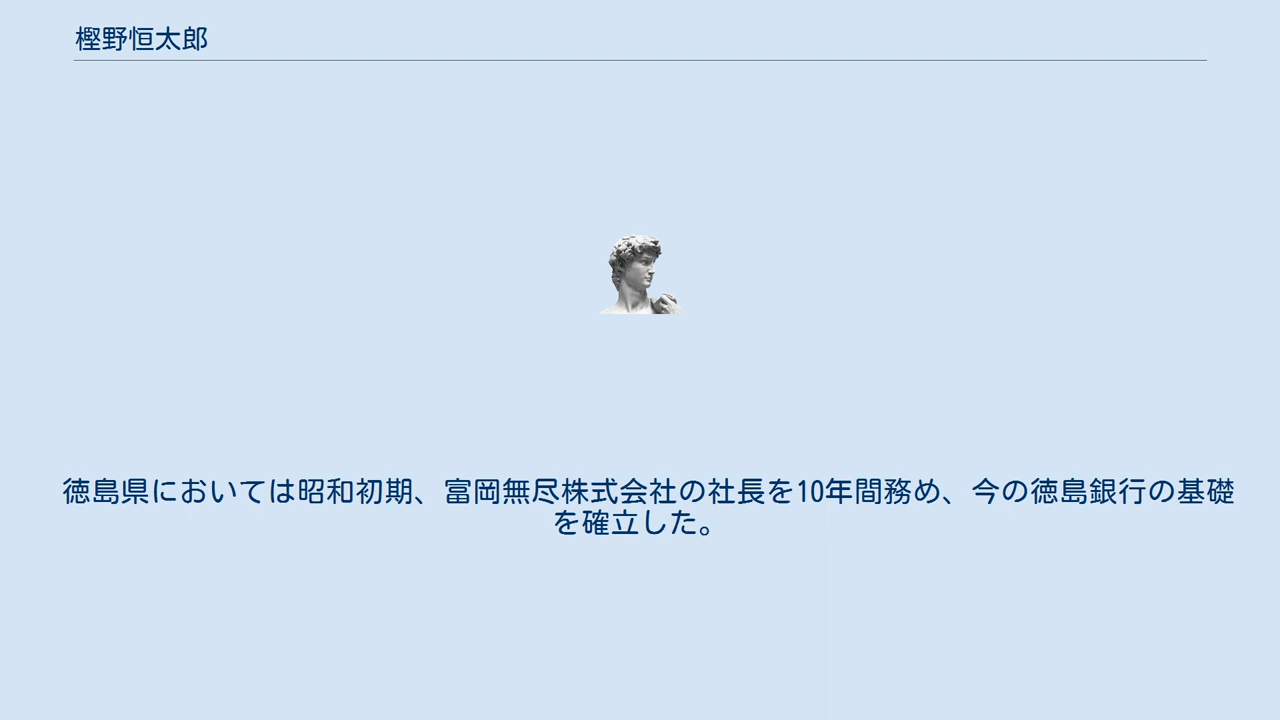 樫野恒太郎
徳島県においては昭和初期、富岡無尽株式会社の社長を10年間務め、今の徳島銀行の基礎
を確立した。